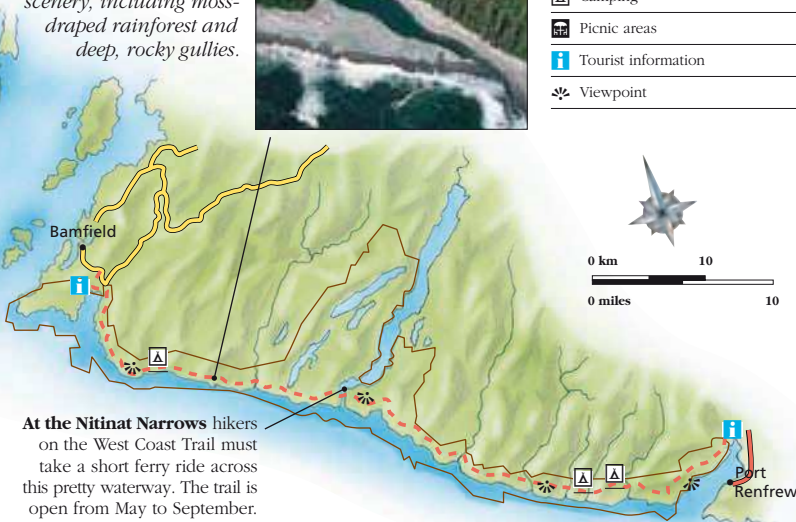 scenery, including moss-
draped rainforest and
deep, rocky gullies.
Camping
Picnic areas
Tourist information
Viewpoint
Bamfield
0 km 10
0 miles 10
At the Nitinat Narrows hikers
on the West Coast Trail must
take a short ferry ride across
this pretty waterway. The trail is
open from May to September.
Port
Renfrew